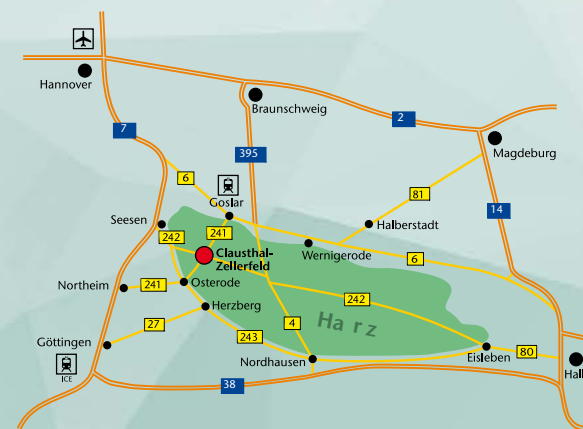 Hannover
Braunschweig
2
7
Magdeburg
395
6
81
Goslar
14
Seesen
Halberstadt
242
241
Wernigerode
Clausthal-
Zellerfeld
6
Northeim
241
Osterode
242
Herzberg
27
Harz
4
243
Göttingen
Eisleben
80
Nordhausen
Hall
ICE
38